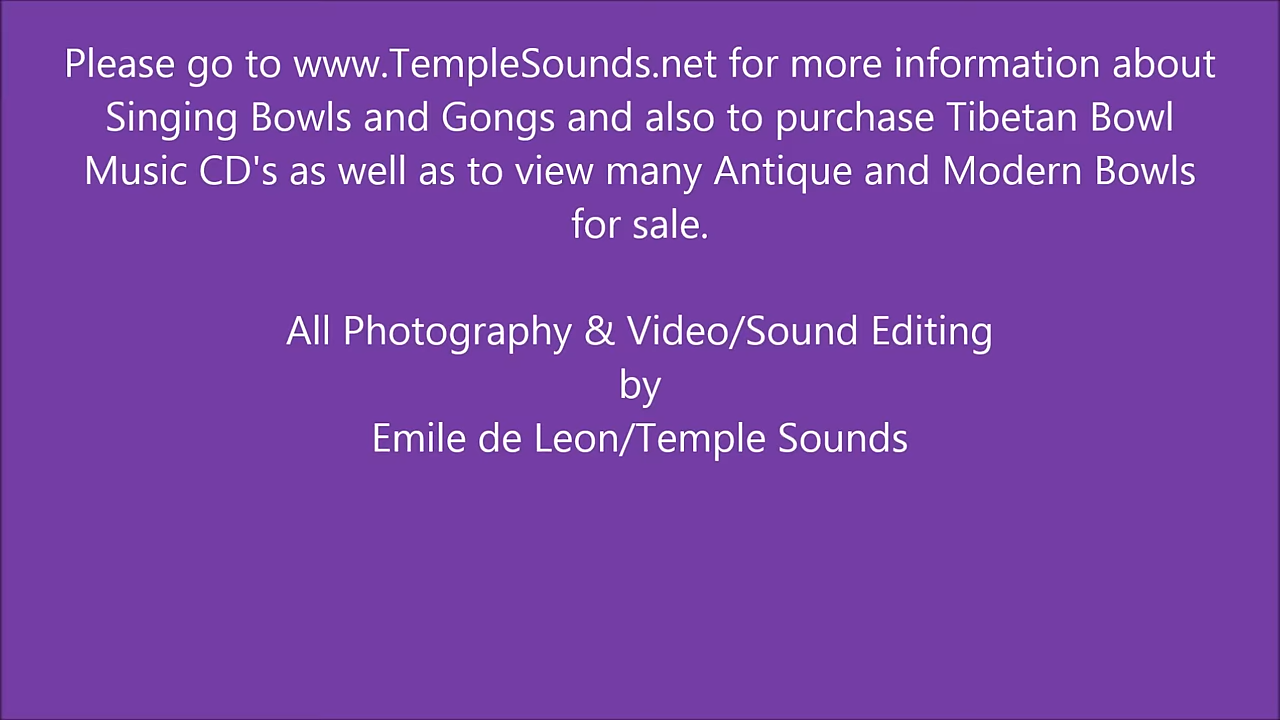 Please go to www.TempleSounds.net for more information about
Singing Bowls and Gongs and also to purchase Tibetan Bowl
Music CD's as well as to view many Antique and Modern Bowls
for sale.
All Photography & Video/Sound Editing
by
Emile de Leon/Temple Sounds